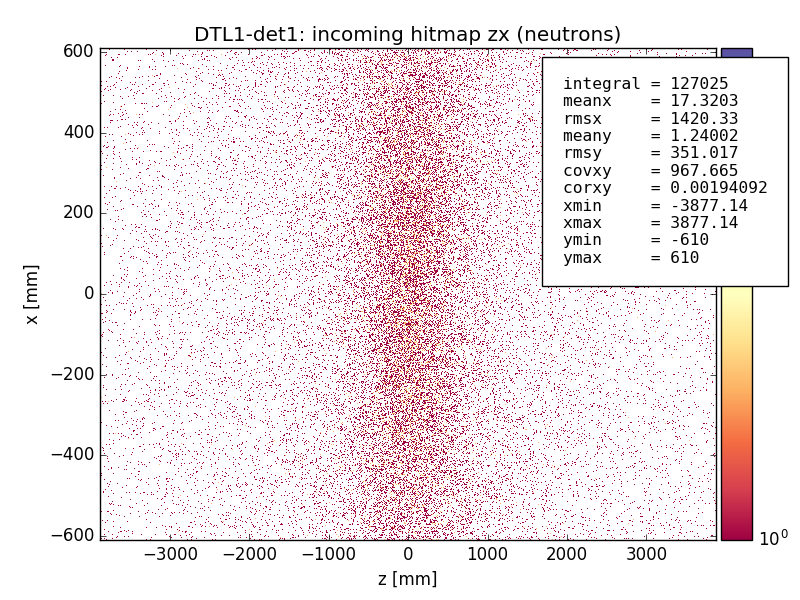 DTL1-det1: incoming hitmap zx (neutrons)
600
400
200
0
−200
−400
−600
x [mm]
integral = 127025
meanx = 17.3203
rmsx = 1420.33
meany = 1.24002
rmsy = 351.017
covxy = 967.665
corxy = 0.00194092
xmin = -3877.14
xmax = 3877.14
ymin = -610
ymax = 610
10⁰
−3000 −2000 −1000 0 1000 2000 3000
z [mm]